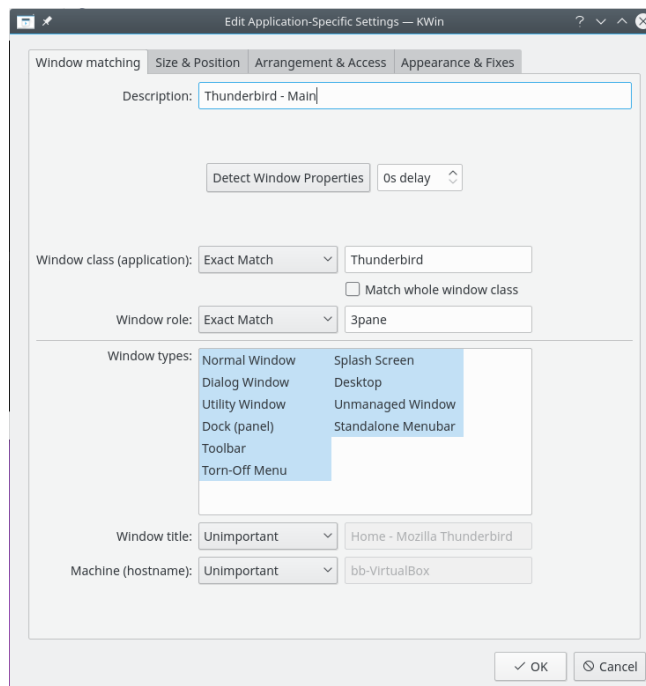 Edit Application-Specific Settings — KWin
Window matching Size & Position Arrangement & Access Appearance & Fixes
Description: Thunderbird - Main
Detect Window Properties 0s delay
Window class (application): Exact Match Thunderbird
Match whole window class
Window role: Exact Match 3pane
Window types: Normal Window Splash Screen
Dialog Window Desktop
Utility Window Unmanaged Window
Dock (panel) Standalone Menubar
Toolbar
Torn-Off Menu
Window title: Unimportant Home - Mozilla Thunderbird
Machine (hostname): Unimportant bb-VirtualBox
OK Cancel